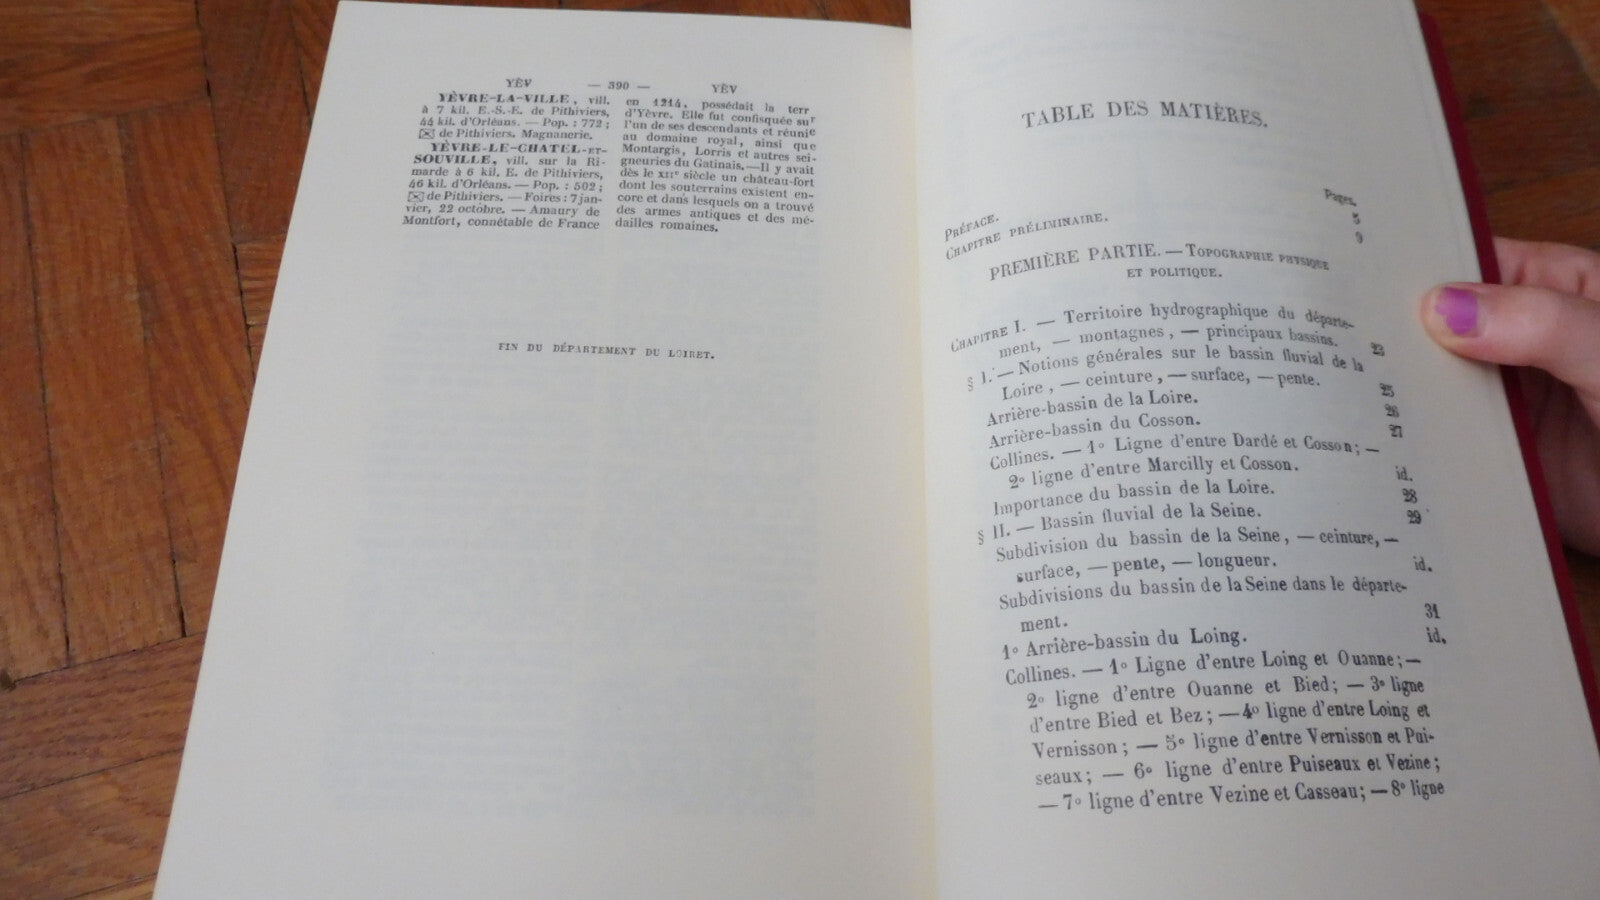 YÈV — 390 — YÈV
YÈVRE-LA-VILLE, vill.
à 7 kil. E.-S.-E. de Pithiviers,
44 kil. d'Orléans. — Pop. : 772 ;
de Pithiviers. Magnanerie.
YÈVRE-LE-CHATEL-ET-
SOUVILLE, vill. sur la Ri-
marde à 6 kil. E. de Pithiviers,
46 kil. d'Orléans. — Pop. : 502 ;
de Pithiviers. — Foires : 7 jan-
vier, 22 octobre. — Amaury de
Montfort, connétable de France
en 1214, possédait la terr
d'Yèvre. Elle fut confisquée sur
l'un de ses descendants et réunie
au domaine royal, ainsi que
Montargis, Lorris et autres sei-
gneuries du Gatinais. — Il y avait
dès le XIIe siècle un château-fort
dont les souterrains existent en-
core et dans lesquels on a trouvé
des armes antiques et des mé-
dailles romaines.
FIN DU DÉPARTEMENT DU LOIRET.
TABLE DES MATIÈRES.
Pages.
PRÉFACE. 5
CHAPITRE PRÉLIMINAIRE. 9
PREMIÈRE PARTIE. — TOPOGRAPHIE PHYSIQUE
ET POLITIQUE.
CHAPITRE I. — Territoire hydrographique du départe-
ment, — montagnes, — principaux bassins. 23
§ I. — Notions générales sur le bassin fluvial de la
Loire, — ceinture, — surface, — pente. 25
Arrière-bassin de la Loire. 26
Arrière-bassin du Cosson. 27
Collines. — 1o Ligne d'entre Dardé et Cosson ; —
2o ligne d'entre Marcilly et Cosson. id.
Importance du bassin de la Loire. 28
§ II. — Bassin fluvial de la Seine. 29
Subdivision du bassin de la Seine, — ceinture, —
surface, — pente, — longueur. id.
Subdivisions du bassin de la Seine dans le départe-
ment. 31
1o Arrière-bassin du Loing. id.
Collines. — 1o Ligne d'entre Loing et Ouanne ; —
2o ligne d'entre Ouanne et Bied ; — 3o ligne
d'entre Bied et Bez ; — 4o ligne d'entre Loing et
Vernisson ; — 5o ligne d'entre Vernisson et Pui-
seaux ; — 6o ligne d'entre Puiseaux et Vezine ;
— 7o ligne d'entre Vezine et Casseau ; — 8o ligne